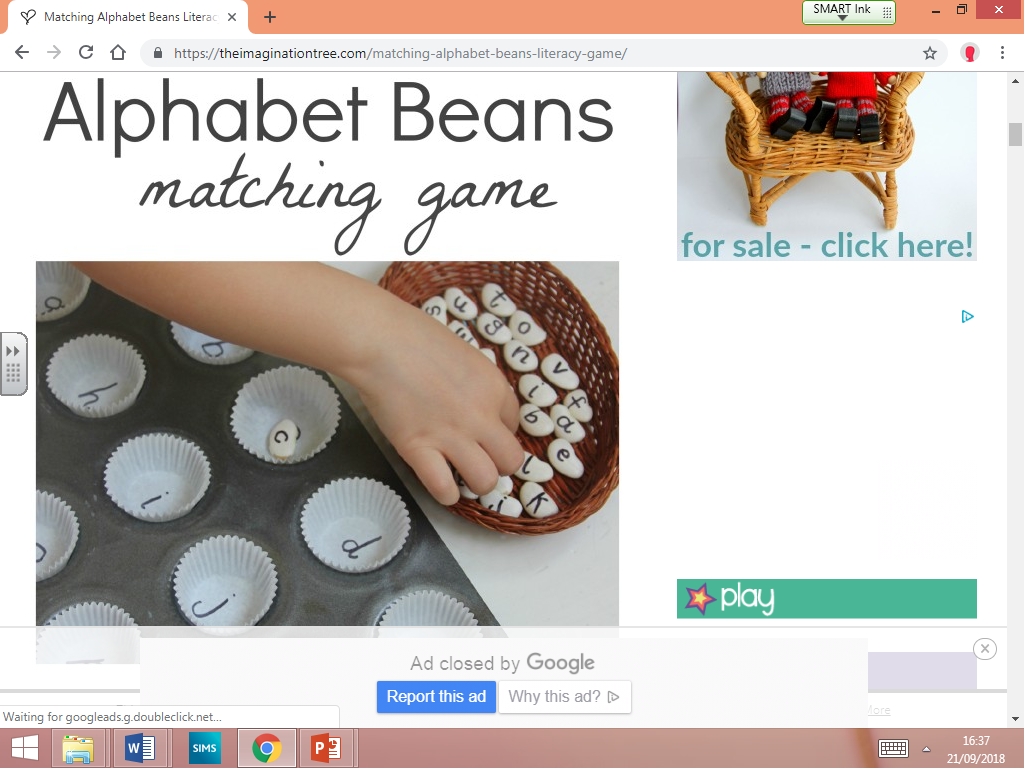 Matching Alphabet Beans Literac
SMART Ink
https://theimaginationtree.com/matching-alphabet-beans-literacy-game/
Alphabet Beans
matching game
for sale - click here!
a
b
h
c
c
i
d
j
s
u
t
g
o
n
v
i
f
b
a
e
l
k
j
play
Ad closed by Google
Report this ad
Why this ad?
More
Waiting for googleads.g.doubleclick.net...
SIMS
16:37
21/09/2018